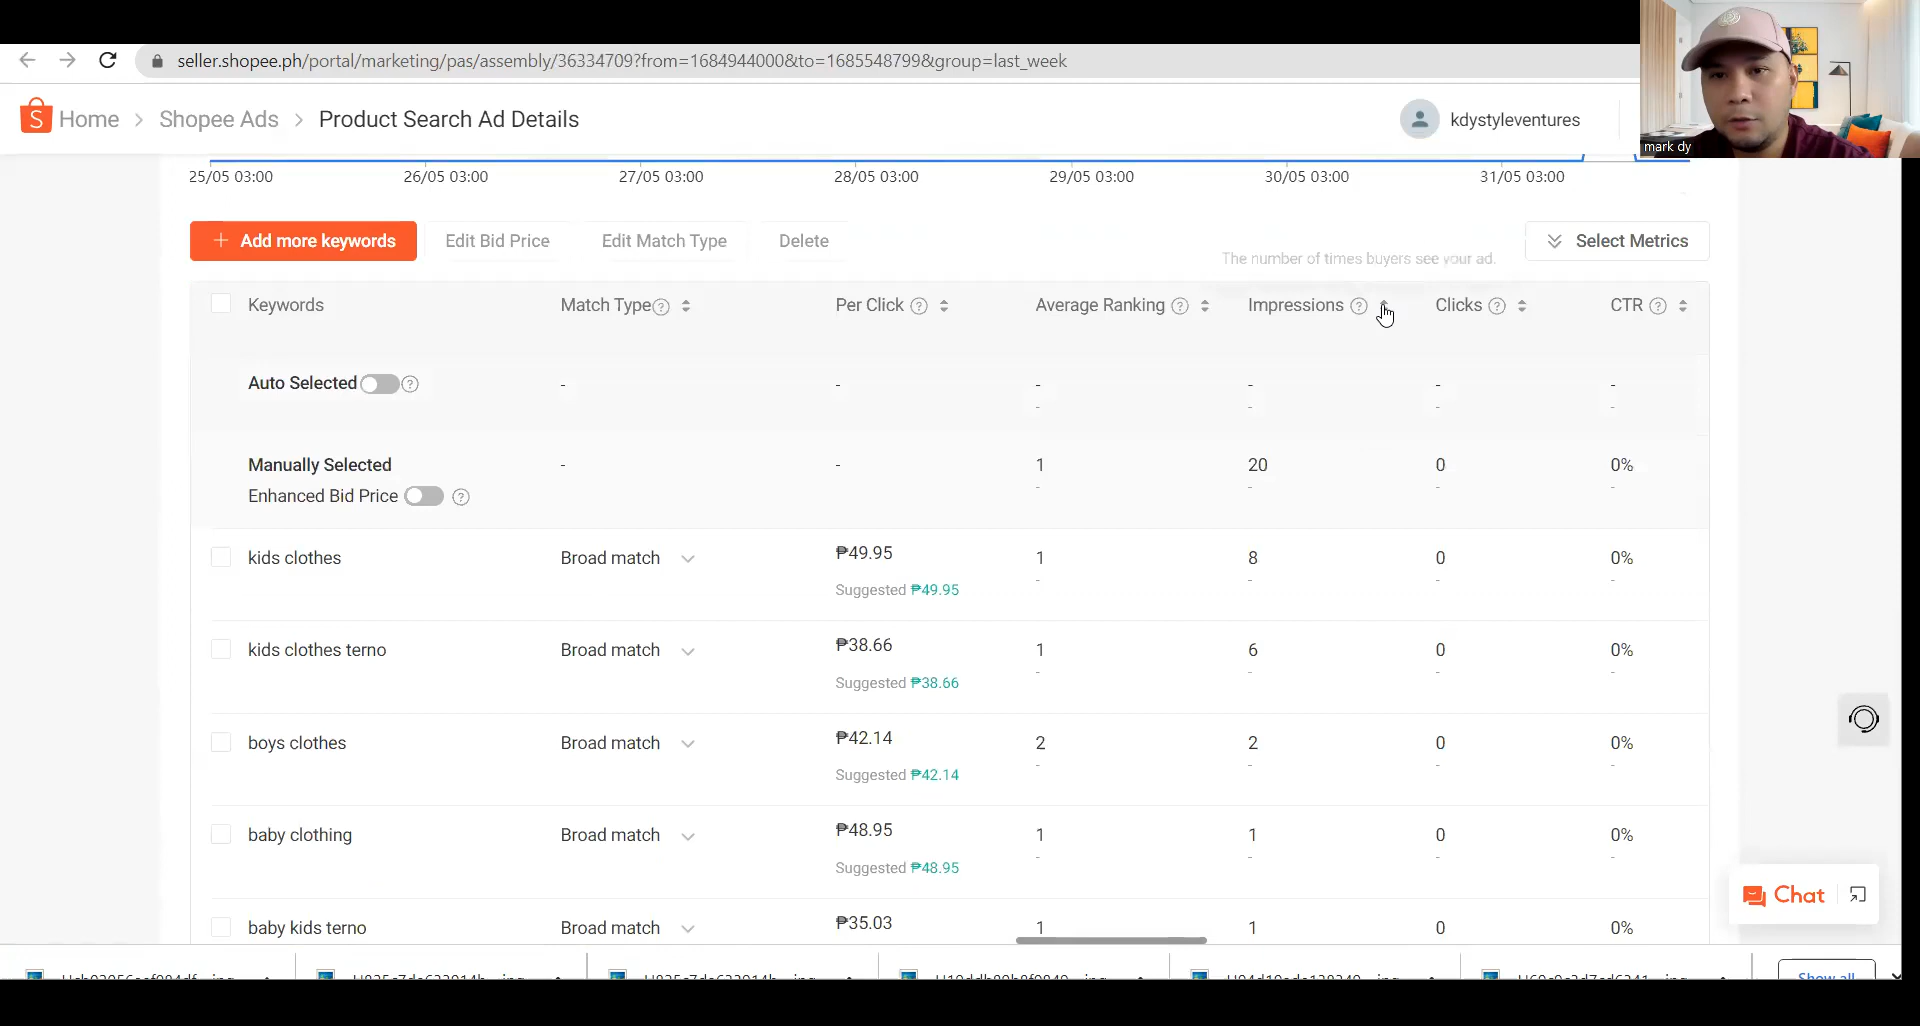 seller.shopee.ph/portal/marketing/pas/assembly/36334709?from=1684944000&to=1685548799&group=last_week
mark dy
S Home > Shopee Ads > Product Search Ad Details
kdystyleventures
25/05 03:00 26/05 03:00 27/05 03:00 28/05 03:00 29/05 03:00 30/05 03:00 31/05 03:00
+ Add more keywords Edit Bid Price Edit Match Type Delete Select Metrics
The number of times buyers see your ad.
Keywords Match Type ? Per Click ? Average Ranking ? Impressions ? Clicks ? CTR ?
Auto Selected ? - - - - - -
- - - -
Manually Selected - - 1 20 0 0%
- - - -
Enhanced Bid Price ?
kids clothes Broad match ₱49.95 1 8 0 0%
- - - -
Suggested ₱49.95
kids clothes terno Broad match ₱38.66 1 6 0 0%
- - - -
Suggested ₱38.66
boys clothes Broad match ₱42.14 2 2 0 0%
- - - -
Suggested ₱42.14
baby clothing Broad match ₱48.95 1 1 0 0%
- - - -
Suggested ₱48.95
baby kids terno Broad match ₱35.03 1 1 0 0%
Chat
Show all